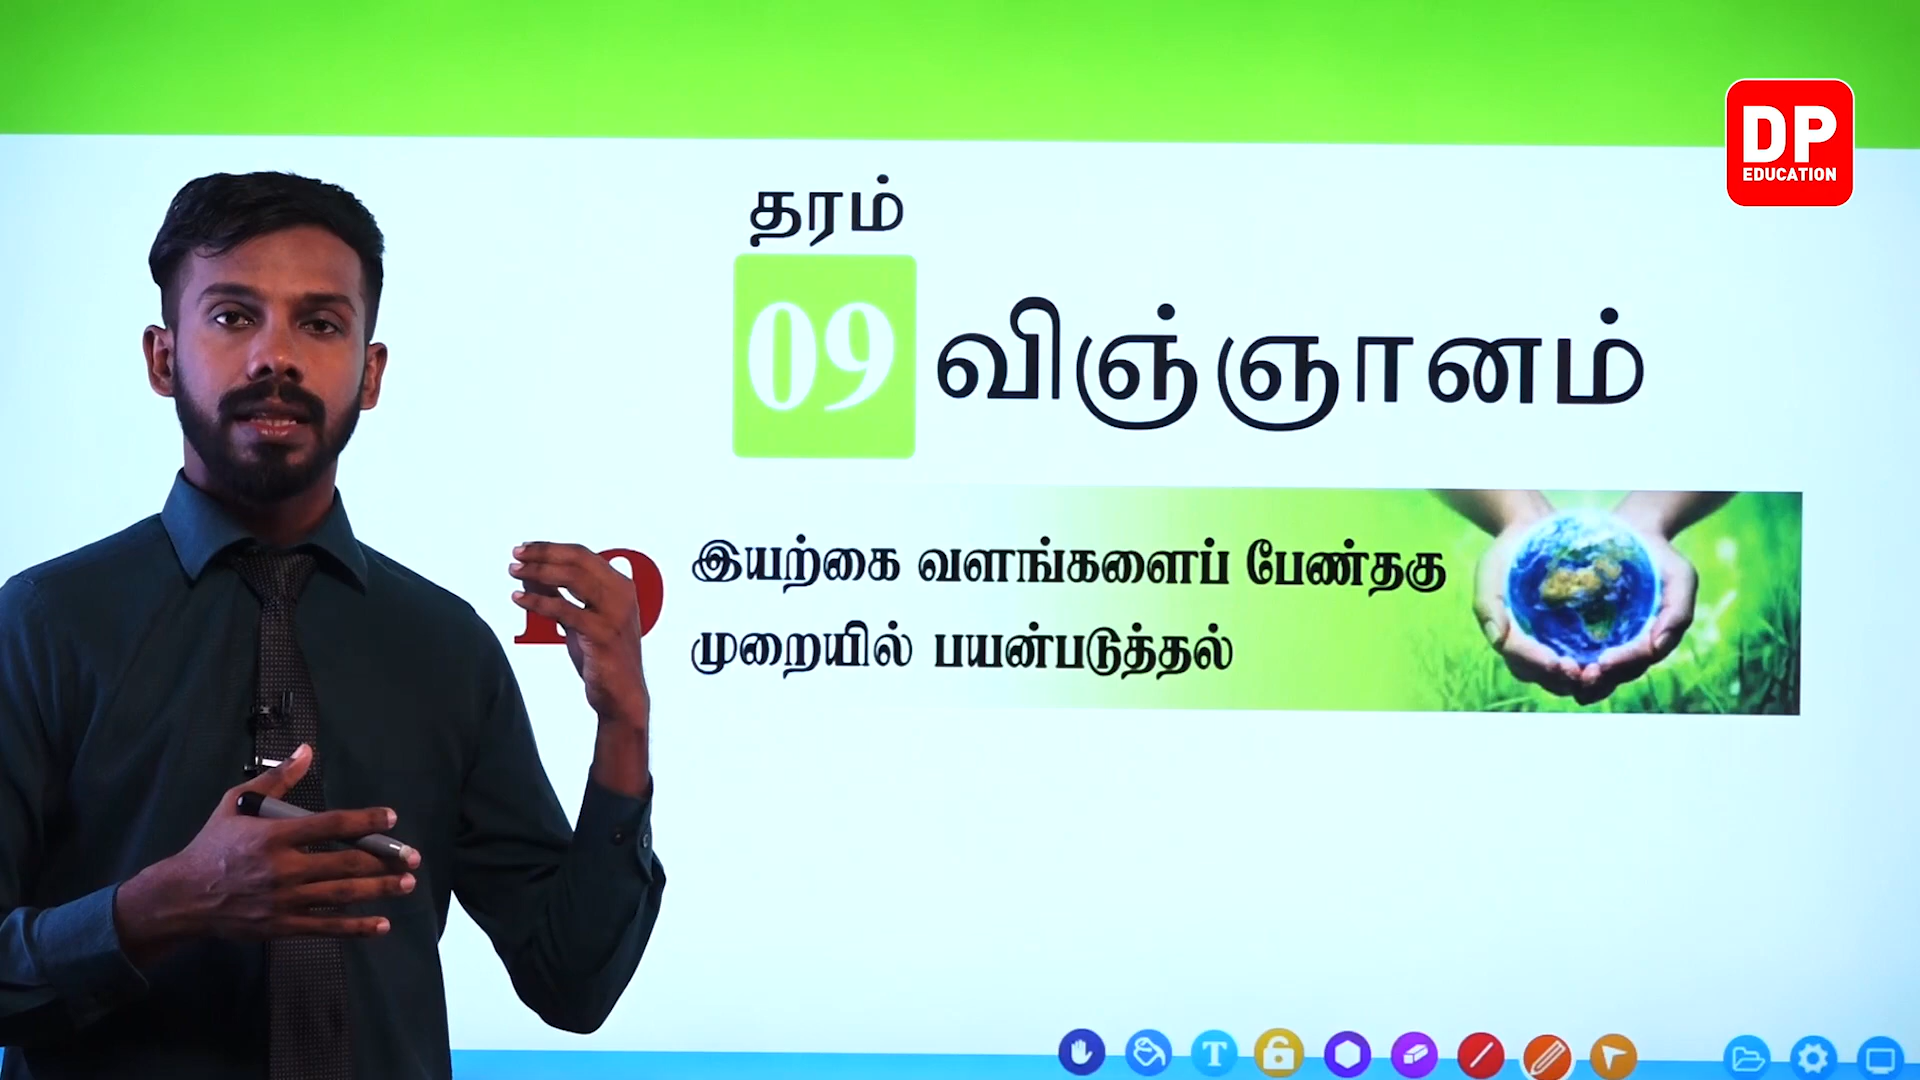 DP
EDUCATION
தரம்
09 விஞ்ஞானம்
இயற்கை வளங்களைப் பேண்தகு
முறையில் பயன்படுத்தல்